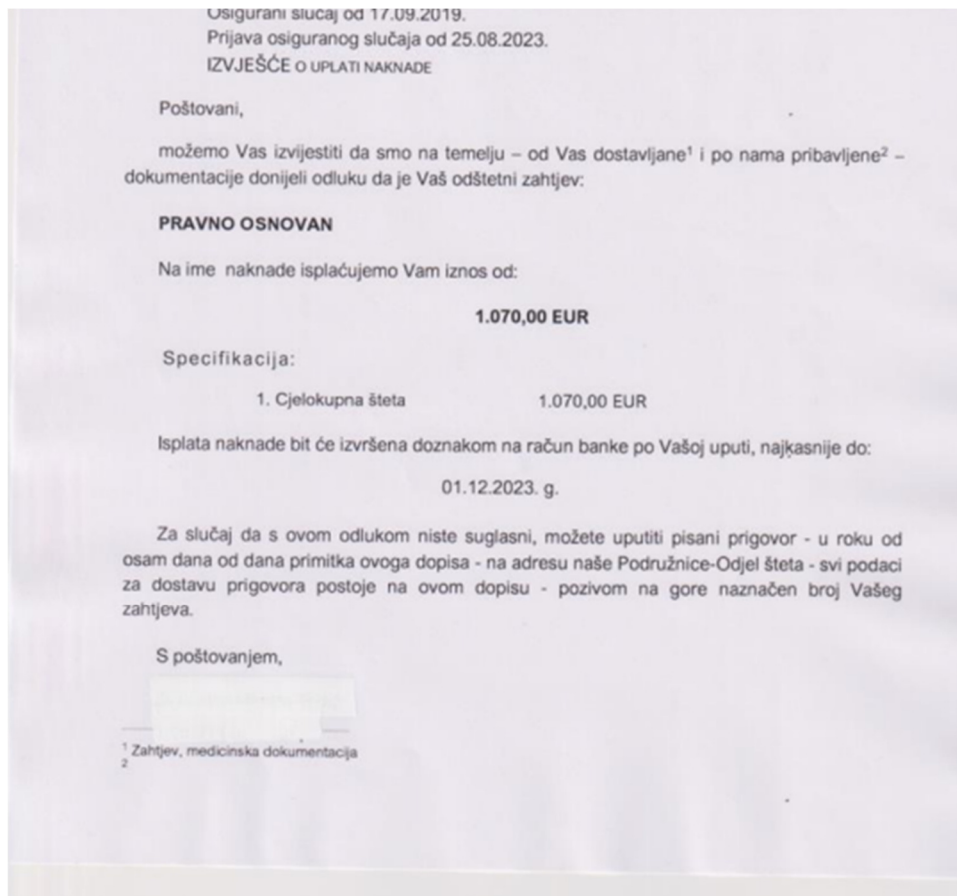 Osigurani slučaj od 17.09.2019.
Prijava osiguranog slučaja od 25.08.2023.
IZVJEŠĆE O UPLATI NAKNADE
Poštovani,
možemo Vas izvijestiti da smo na temelju – od Vas dostavljane¹ i po nama pribavljene² –
dokumentacije donijeli odluku da je Vaš odštetni zahtjev:
PRAVNO OSNOVAN
Na ime naknade isplaćujemo Vam iznos od:
1.070,00 EUR
Specifikacija:
1. Cjelokupna šteta 1.070,00 EUR
Isplata naknade bit će izvršena doznakom na račun banke po Vašoj uputi, najkasnije do:
01.12.2023. g.
Za slučaj da s ovom odlukom niste suglasni, možete uputiti pisani prigovor - u roku od
osam dana od dana primitka ovoga dopisa - na adresu naše Podružnice-Odjel šteta - svi podaci
za dostavu prigovora postoje na ovom dopisu - pozivom na gore naznačen broj Vašeg
zahtjeva.
S poštovanjem,
¹ Zahtjev, medicinska dokumentacija
²